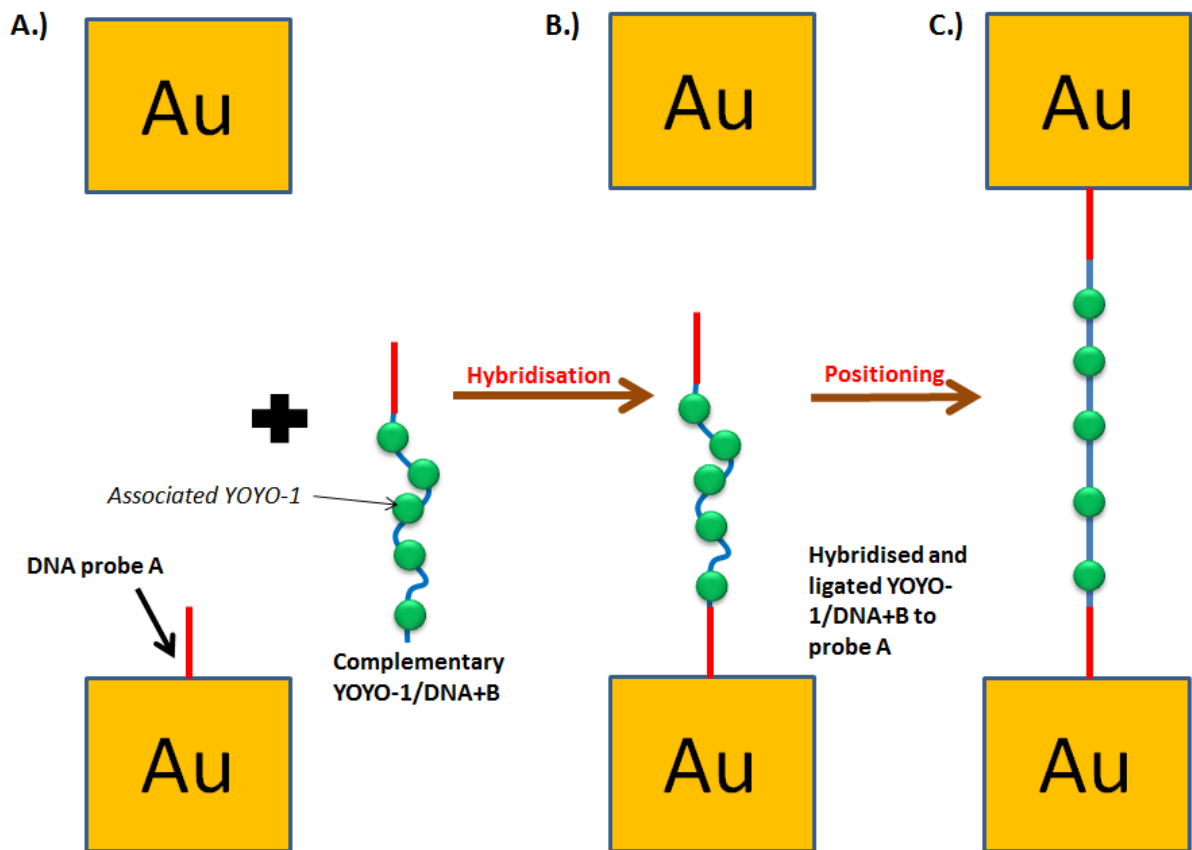 A.)
B.)
C.)
Au
Au
Au
Hybridisation
Positioning
Associated YOYO-1
DNA probe A
Complementary
YOYO-1/DNA+B
Hybridised and
ligated YOYO-
1/DNA+B to
probe A
Au
Au
Au